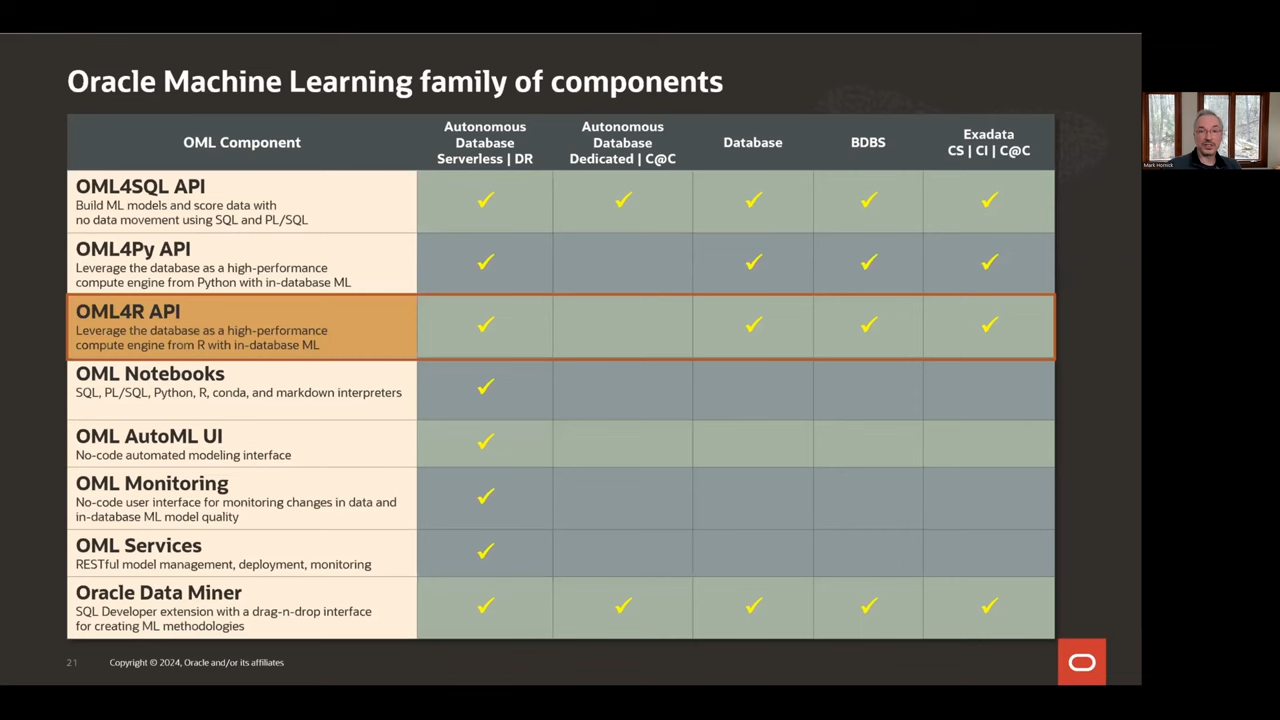 Oracle Machine Learning family of components
OML Component
Autonomous
Database
Serverless | DR
Autonomous
Database
Dedicated | C@C
Database
BDBS
Exadata
CS | CI | C@C
OML4SQL API
Build ML models and score data with
no data movement using SQL and PL/SQL
✓ ✓ ✓ ✓ ✓
OML4Py API
Leverage the database as a high-performance
compute engine from Python with in-database ML
✓ ✓ ✓ ✓
OML4R API
Leverage the database as a high-performance
compute engine from R with in-database ML
✓ ✓ ✓ ✓
OML Notebooks
SQL, PL/SQL, Python, R, conda, and markdown interpreters
✓
OML AutoML UI
No-code automated modeling interface
✓
OML Monitoring
No-code user interface for monitoring changes in data and
in-database ML model quality
✓
OML Services
RESTful model management, deployment, monitoring
✓
Oracle Data Miner
SQL Developer extension with a drag-n-drop interface
for creating ML methodologies
✓ ✓ ✓ ✓ ✓
21 Copyright © 2024, Oracle and/or its affiliates
Mark Hornick